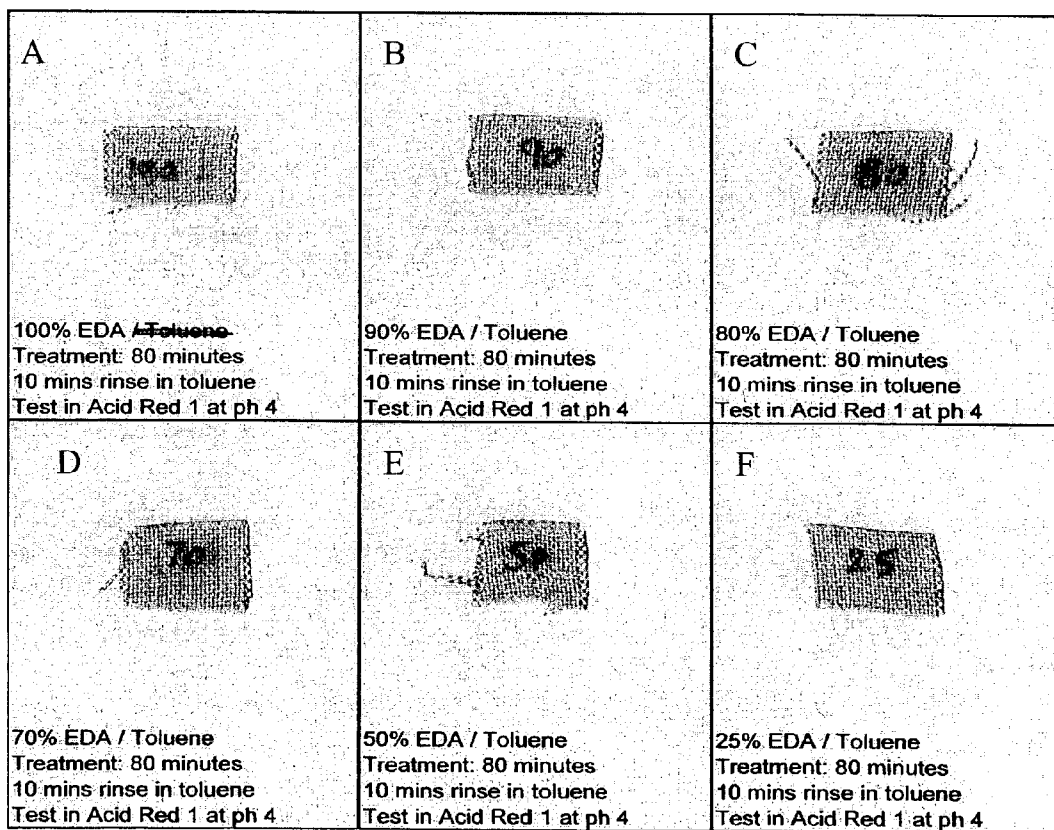 A
100
100% EDA / Toluene
Treatment: 80 minutes
10 mins rinse in toluene
Test in Acid Red 1 at ph 4
B
90
90% EDA / Toluene
Treatment: 80 minutes
10 mins rinse in toluene
Test in Acid Red 1 at ph 4
C
80
80% EDA / Toluene
Treatment: 80 minutes
10 mins rinse in toluene
Test in Acid Red 1 at ph 4
D
70
70% EDA / Toluene
Treatment: 80 minutes
10 mins rinse in toluene
Test in Acid Red 1 at ph 4
E
50
50% EDA / Toluene
Treatment: 80 minutes
10 mins rinse in toluene
Test in Acid Red 1 at ph 4
F
25
25% EDA / Toluene
Treatment: 80 minutes
10 mins rinse in toluene
Test in Acid Red 1 at ph 4